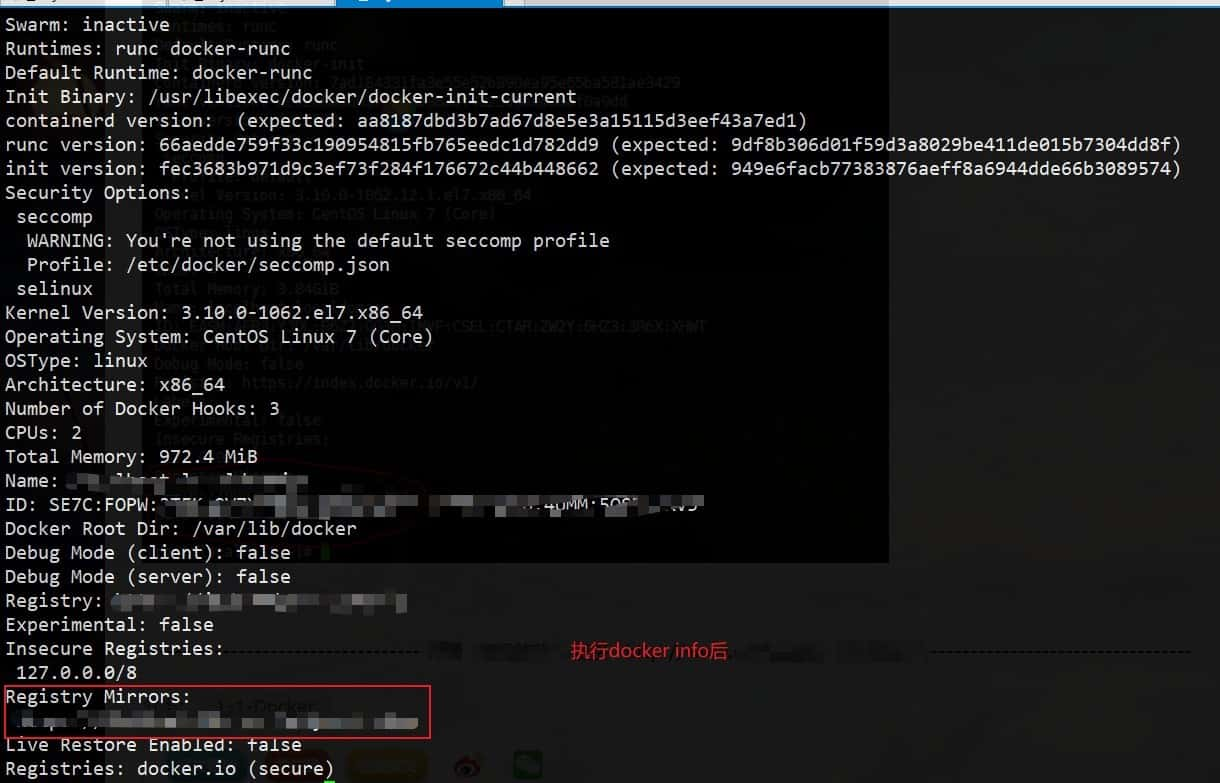 Swarm: inactive
Runtimes: runc docker-runc
Default Runtime: docker-runc
Init Binary: /usr/libexec/docker/docker-init-current
containerd version:  (expected: aa8187dbd3b7ad67d8e5e3a15115d3eef43a7ed1)
runc version: 66aedde759f33c190954815fb765eedc1d782dd9 (expected: 9df8b306d01f59d3a8029be411de015b7304dd8f)
init version: fec3683b971d9c3ef73f284f176672c44b448662 (expected: 949e6facb77383876aeff8a6944dde66b3089574)
Security Options:
seccomp
WARNING: You're not using the default seccomp profile
Profile: /etc/docker/seccomp.json
selinux
Kernel Version: 3.10.0-1062.el7.x86_64
Operating System: CentOS Linux 7 (Core)
OSType: linux
Architecture: x86_64
Number of Docker Hooks: 3
CPUs: 2
Total Memory: 972.4 MiB
Name:
ID: SE7C:FOPW:
Docker Root Dir: /var/lib/docker
Debug Mode (client): false
Debug Mode (server): false
Registry:
Experimental: false
Insecure Registries:
执行docker info后
127.0.0.0/8
Registry Mirrors:
Live Restore Enabled: false
Registries: docker.io (secure)